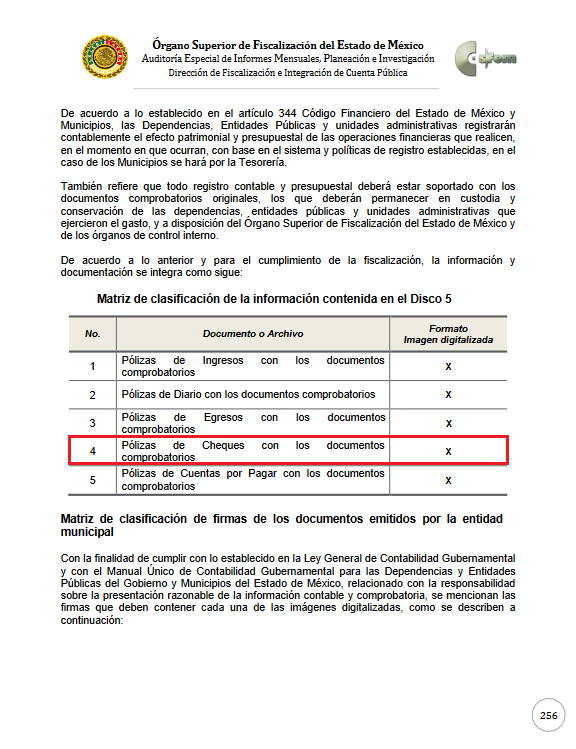 Órgano Superior de Fiscalización del Estado de México
Auditoría Especial de Informes Mensuales, Planeación e Investigación
Dirección de Fiscalización e Integración de Cuenta Pública
osfem
De acuerdo a lo establecido en el artículo 344 Código Financiero del Estado de México y
Municipios, las Dependencias, Entidades Públicas y unidades administrativas registrarán
contablemente el efecto patrimonial y presupuestal de las operaciones financieras que realicen,
en el momento en que ocurran, con base en el sistema y políticas de registro establecidas, en el
caso de los Municipios se hará por la Tesorería.
También refiere que todo registro contable y presupuestal deberá estar soportado con los
documentos comprobatorios originales, los que deberán permanecer en custodia y
conservación de las dependencias, entidades públicas y unidades administrativas que
ejercieron el gasto, y a disposición del Órgano Superior de Fiscalización del Estado de México y
de los órganos de control interno.
De acuerdo a lo anterior y para el cumplimiento de la fiscalización, la información y
documentación se integra como sigue:
Matriz de clasificación de la información contenida en el Disco 5
No. Documento o Archivo Formato
Imagen digitalizada
1 Pólizas de Ingresos con los documentos
comprobatorios X
2 Pólizas de Diario con los documentos comprobatorios X
3 Pólizas de Egresos con los documentos
comprobatorios X
4 Pólizas de Cheques con los documentos
comprobatorios X
5 Pólizas de Cuentas por Pagar con los documentos
comprobatorios X
Matriz de clasificación de firmas de los documentos emitidos por la entidad
municipal
Con la finalidad de cumplir con lo establecido en la Ley General de Contabilidad Gubernamental
y con el Manual Único de Contabilidad Gubernamental para las Dependencias y Entidades
Públicas del Gobierno y Municipios del Estado de México, relacionado con la responsabilidad
sobre la presentación razonable de la información contable y comprobatoria, se mencionan las
firmas que deben contener cada una de las imágenes digitalizadas, como se describen a
continuación:
256